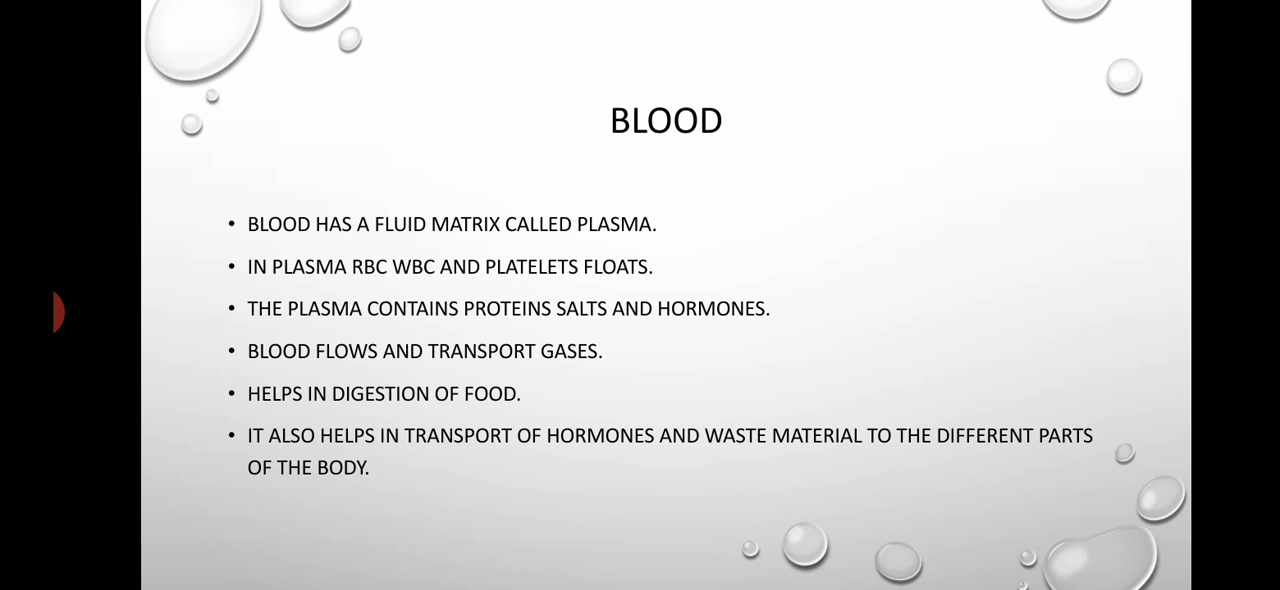 BLOOD
• BLOOD HAS A FLUID MATRIX CALLED PLASMA.
• IN PLASMA RBC WBC AND PLATELETS FLOATS.
• THE PLASMA CONTAINS PROTEINS SALTS AND HORMONES.
• BLOOD FLOWS AND TRANSPORT GASES.
• HELPS IN DIGESTION OF FOOD.
• IT ALSO HELPS IN TRANSPORT OF HORMONES AND WASTE MATERIAL TO THE DIFFERENT PARTS
OF THE BODY.